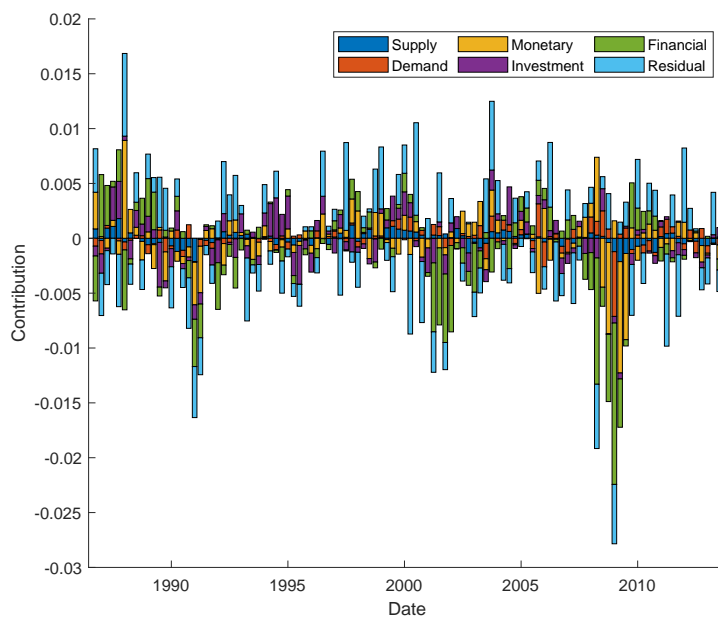 0.02
0.015
0.01
0.005
0
-0.005
-0.01
-0.015
-0.02
-0.025
-0.03
Contribution
Supply Monetary Financial
Demand Investment Residual
1990 1995 2000 2005 2010
Date